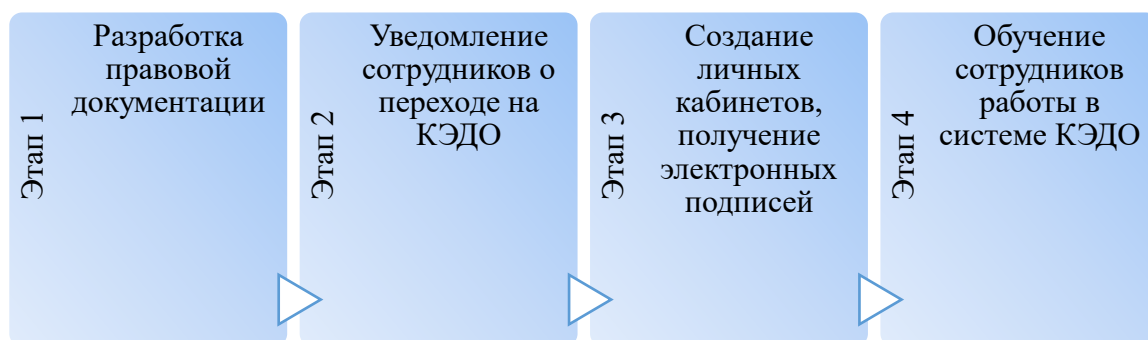 Этап 1
Разработка
правовой
документации
Этап 2
Уведомление
сотрудников о
переходе на
КЭДО
Этап 3
Создание
личных
кабинетов,
получение
электронных
подписей
Этап 4
Обучение
сотрудников
работы в
системе КЭДО